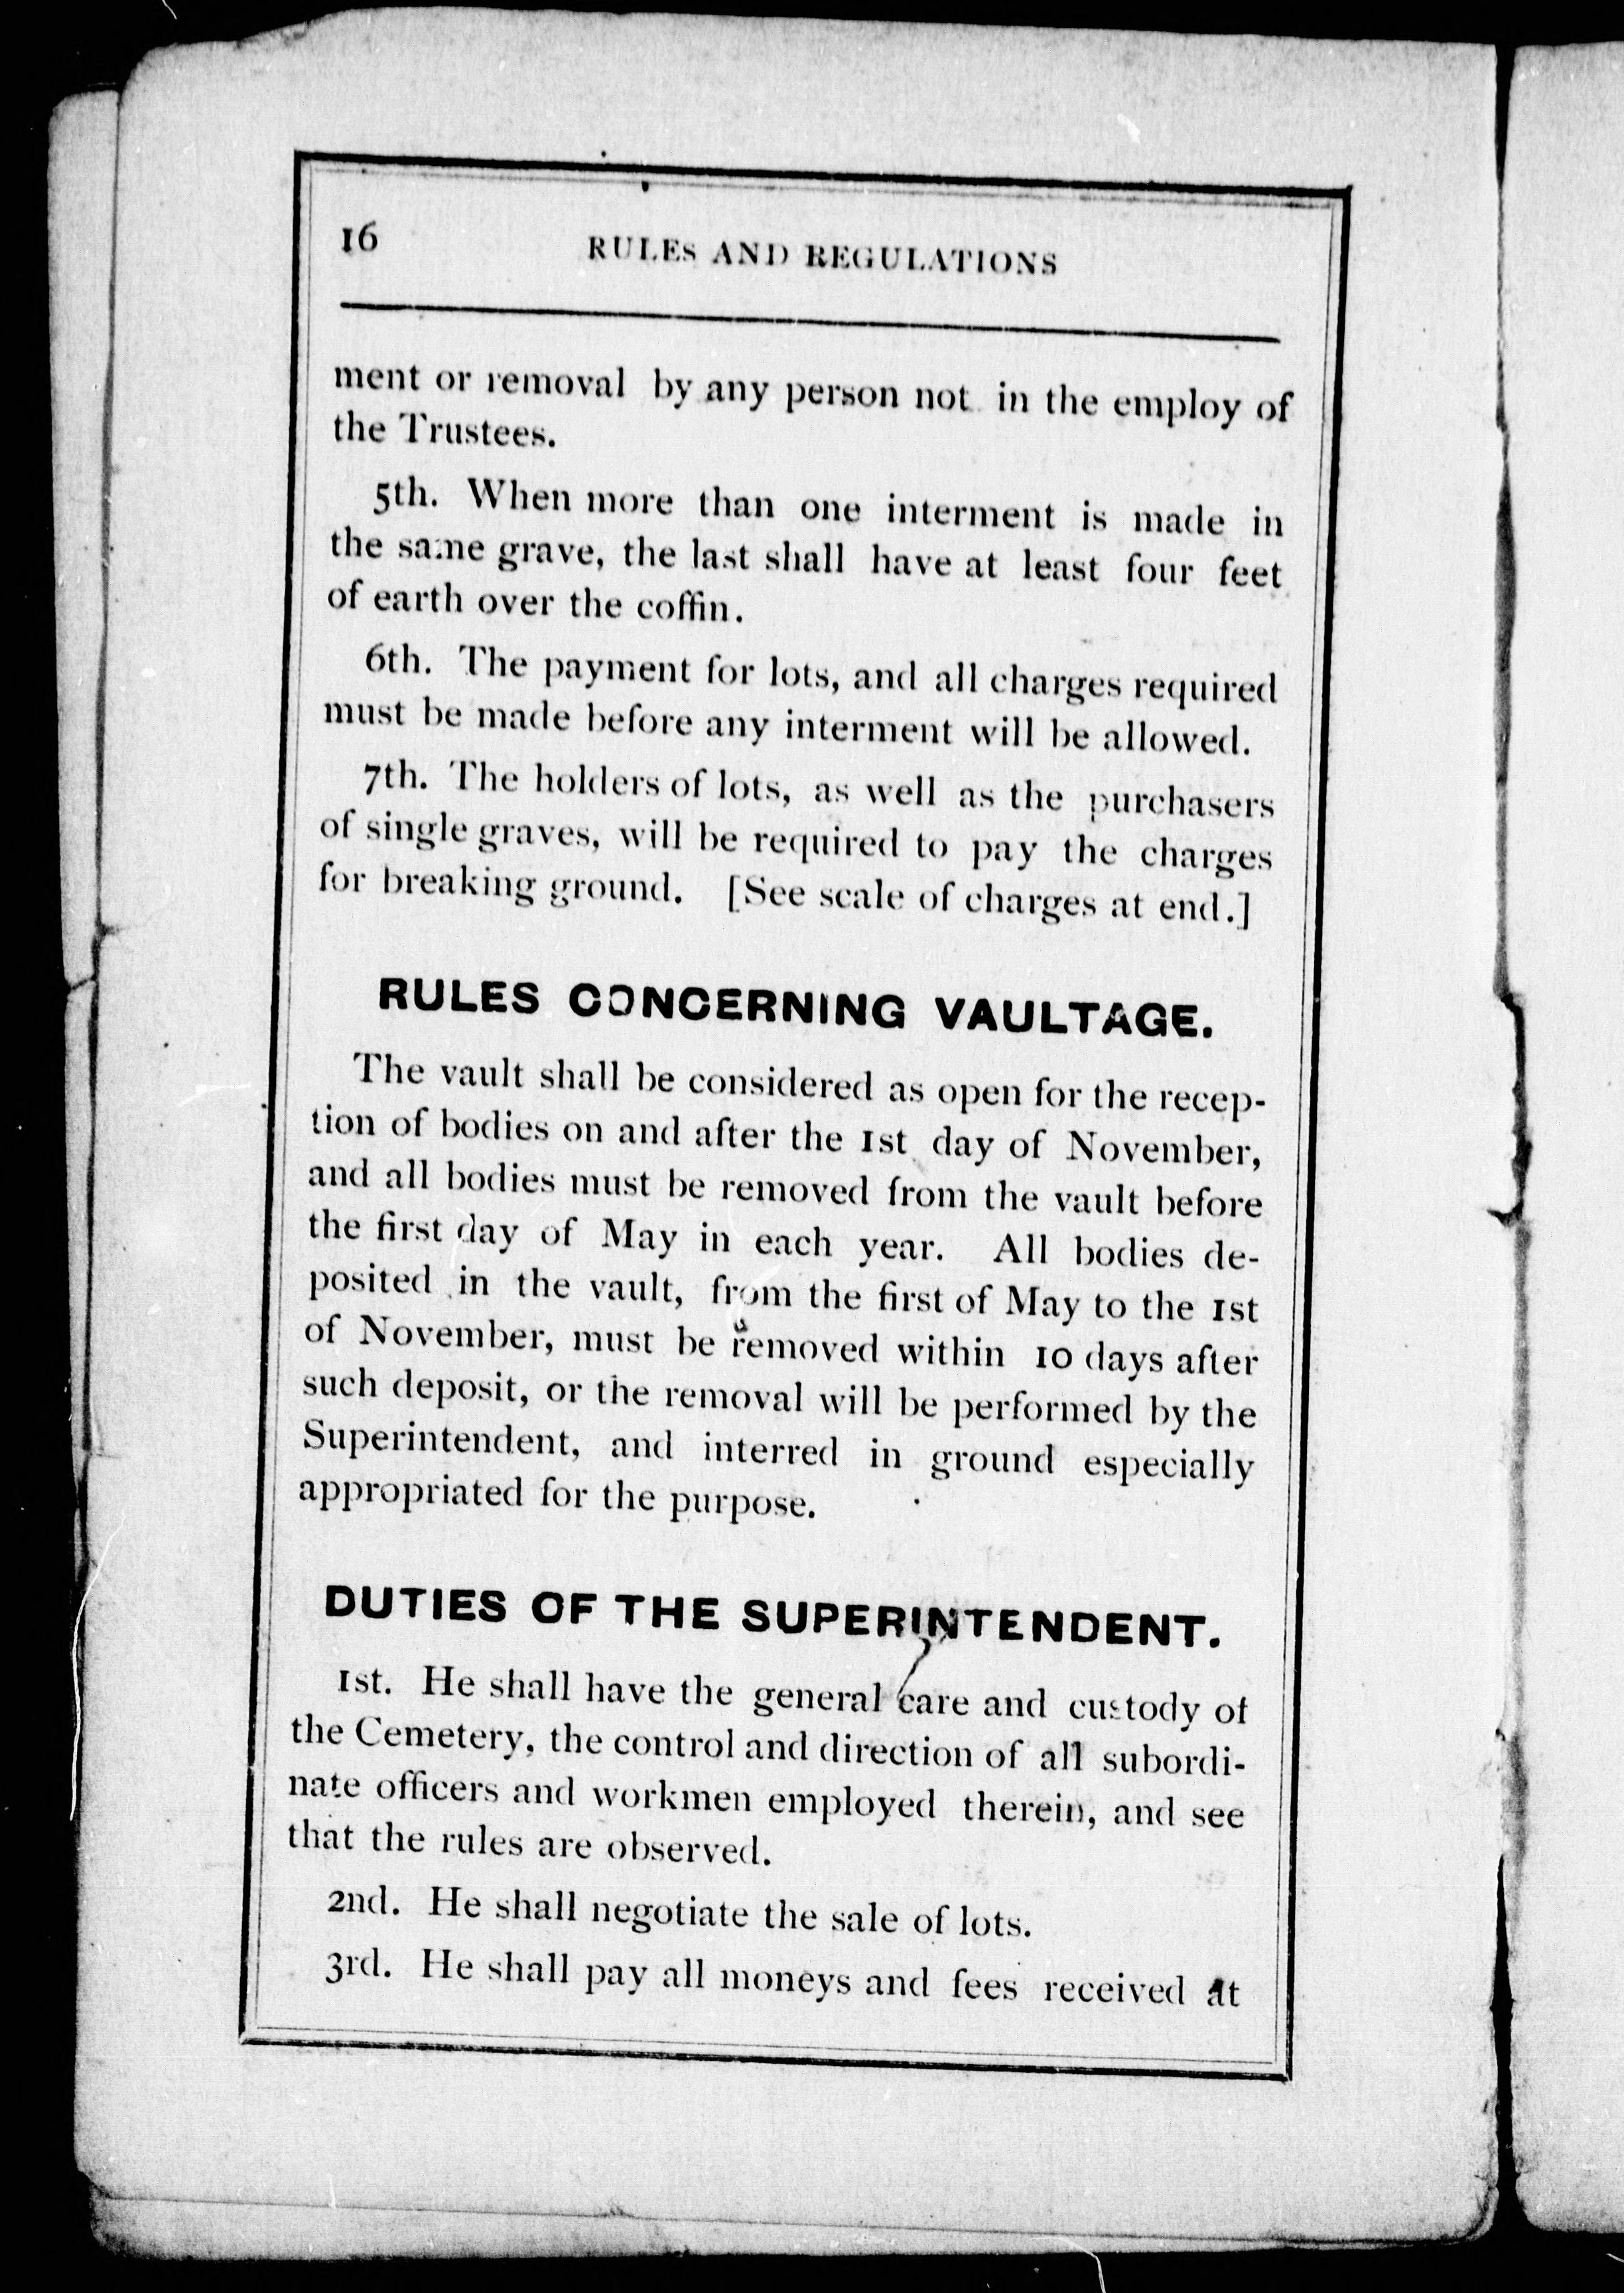 16
RULES AND REGULATIONS
ment or removal by any person not in the employ of
the Trustees.
5th. When more than one interment is made in
the same grave, the last shall have at least four feet
of earth over the coffin.
6th. The payment for lots, and all charges required
must be made before any interment will be allowed.
7th. The holders of lots, as well as the purchasers
of single graves, will be required to pay the charges
for breaking ground. [See scale of charges at end.]
RULES CONCERNING VAULTAGE.
The vault shall be considered as open for the recep-
tion of bodies on and after the 1st day of November,
and all bodies must be removed from the vault before
the first day of May in each year. All bodies de-
posited in the vault, from the first of May to the 1st
of November, must be removed within 10 days after
such deposit, or the removal will be performed by the
Superintendent, and interred in ground especially
appropriated for the purpose.
DUTIES OF THE SUPERINTENDENT.
1st. He shall have the general care and custody of
the Cemetery, the control and direction of all subordi-
nate officers and workmen employed therein, and see
that the rules are observed.
2nd. He shall negotiate the sale of lots.
3rd. He shall pay all moneys and fees received at